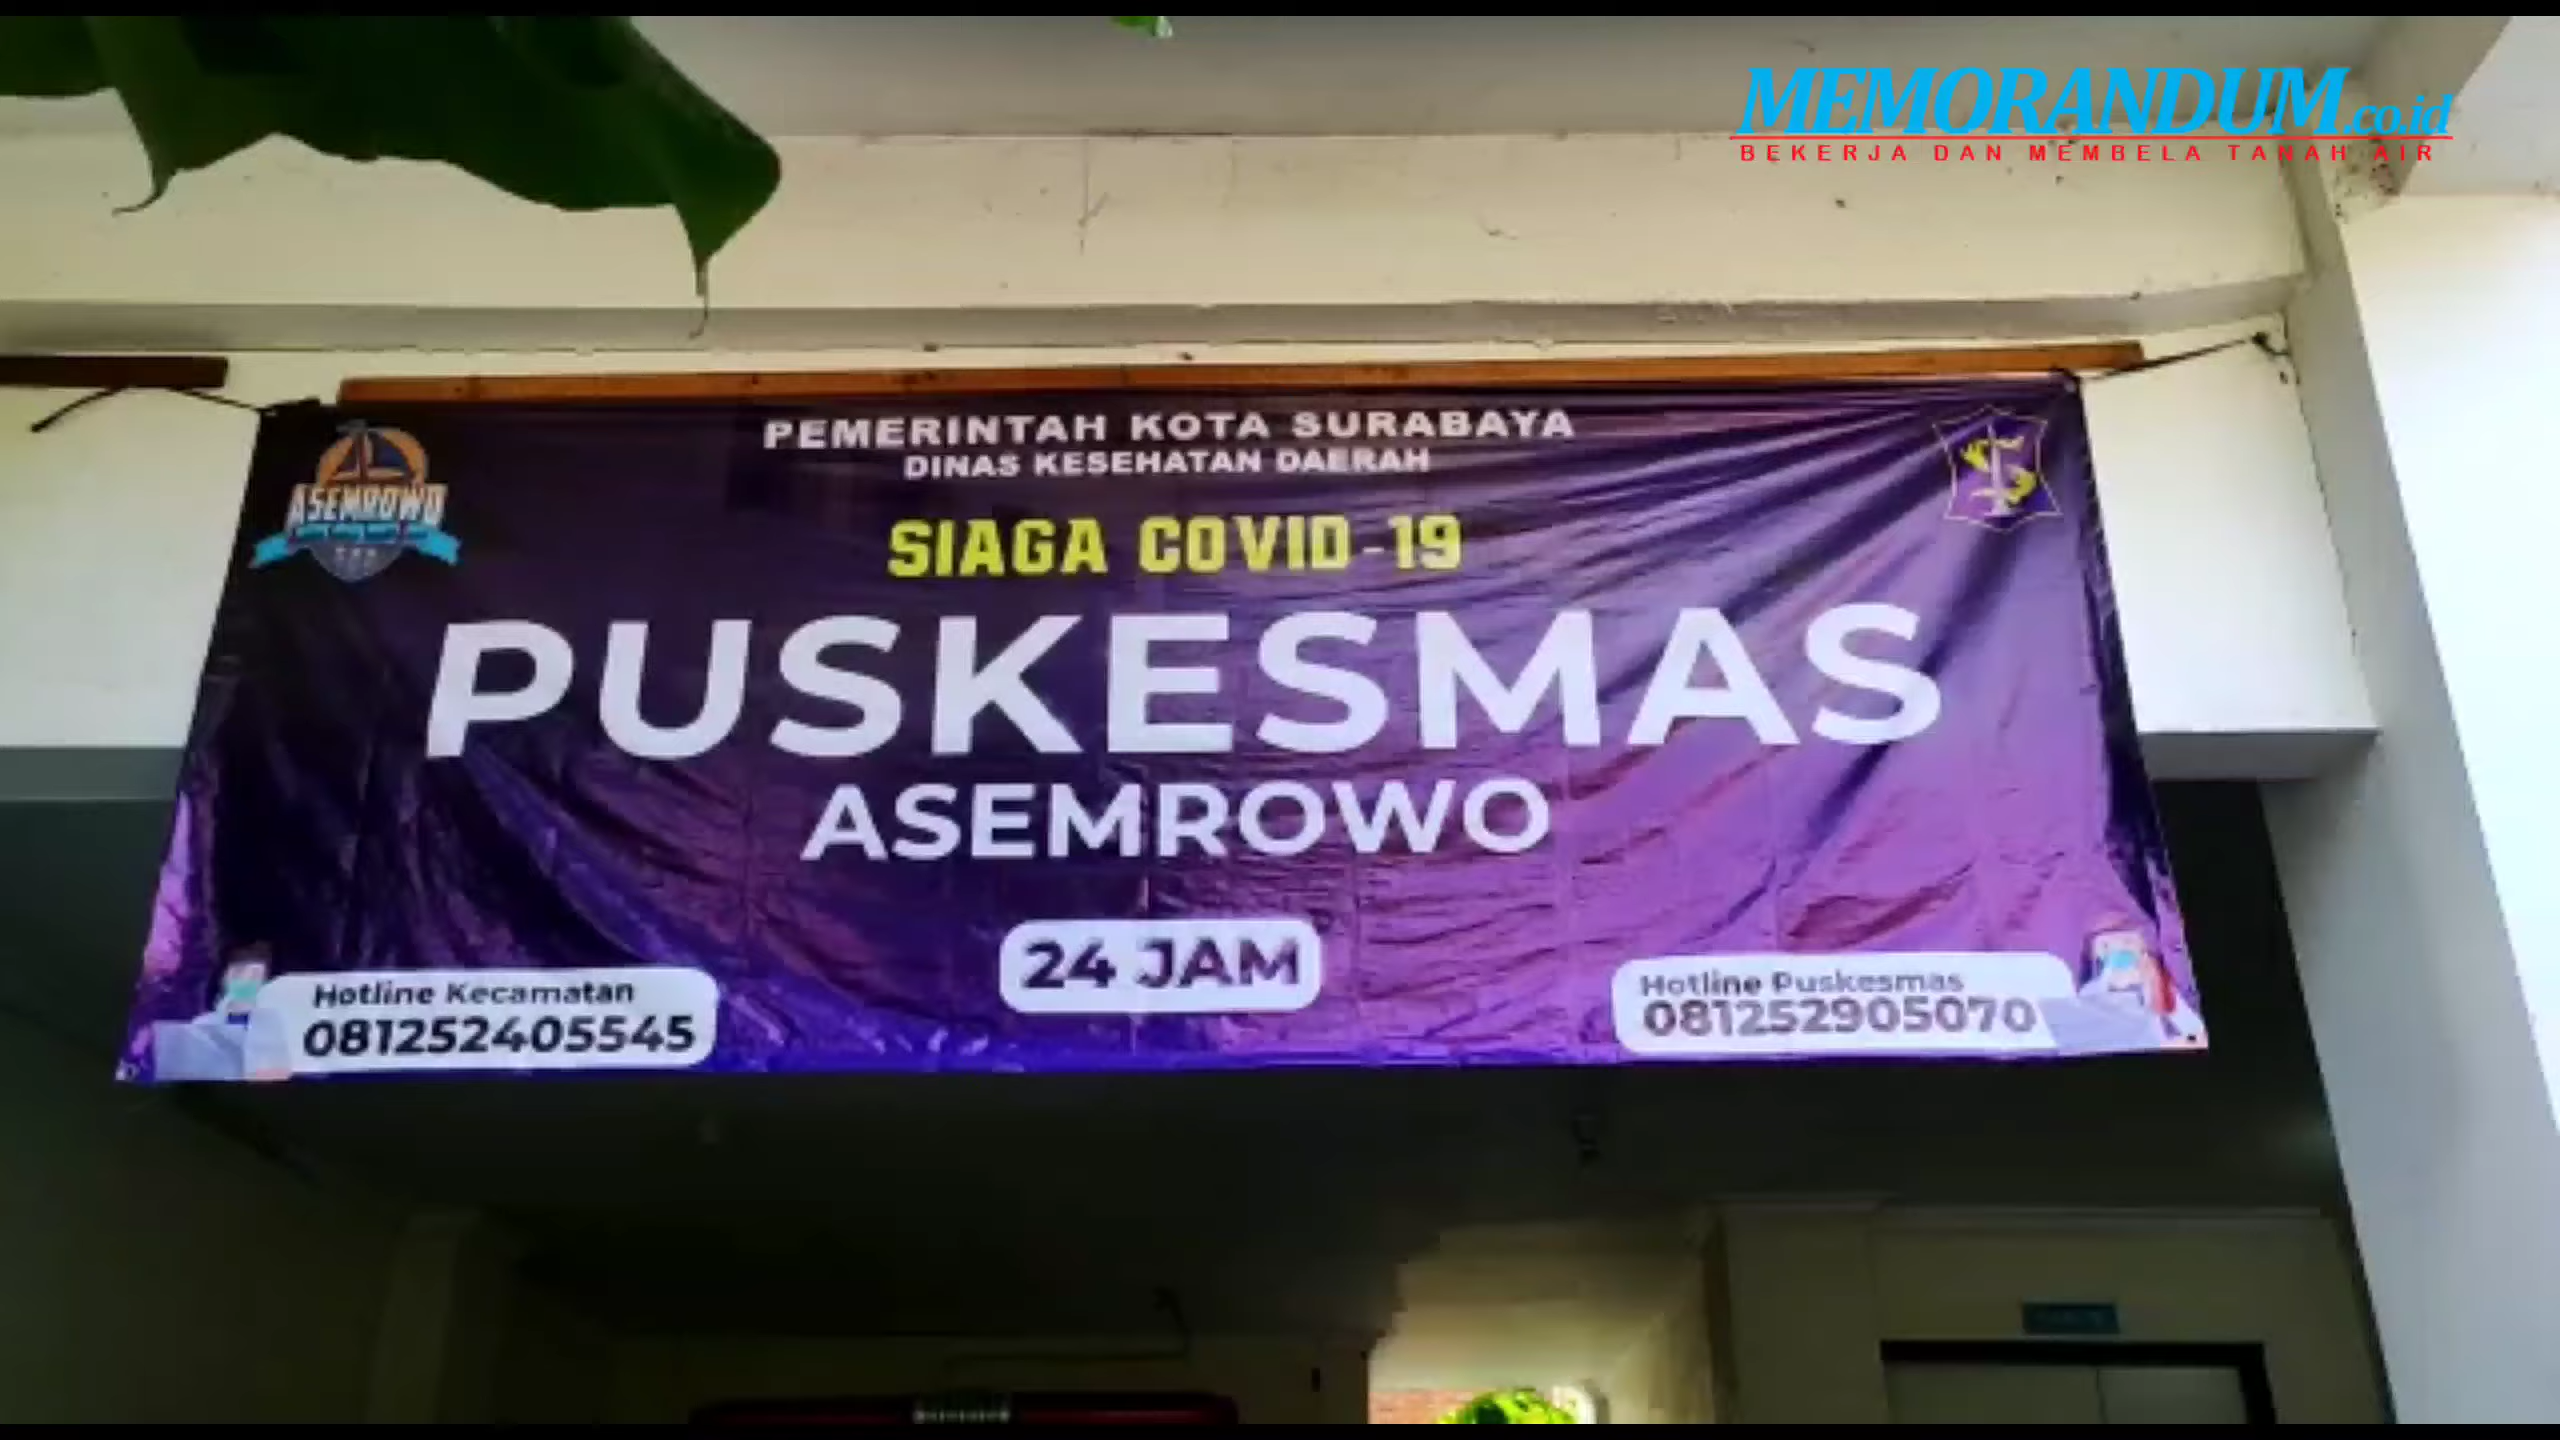 MEMORANDUM.co.id
BEKERJA DAN MEMBELA TANAH AIR
PEMERINTAH KOTA SURABAYA
DINAS KESEHATAN DAERAH
ASEMROWO
SIAGA COVID-19
PUSKESMAS
ASEMROWO
24 JAM
Hotline Kecamatan
081252405545
Hotline Puskesmas
081252905070